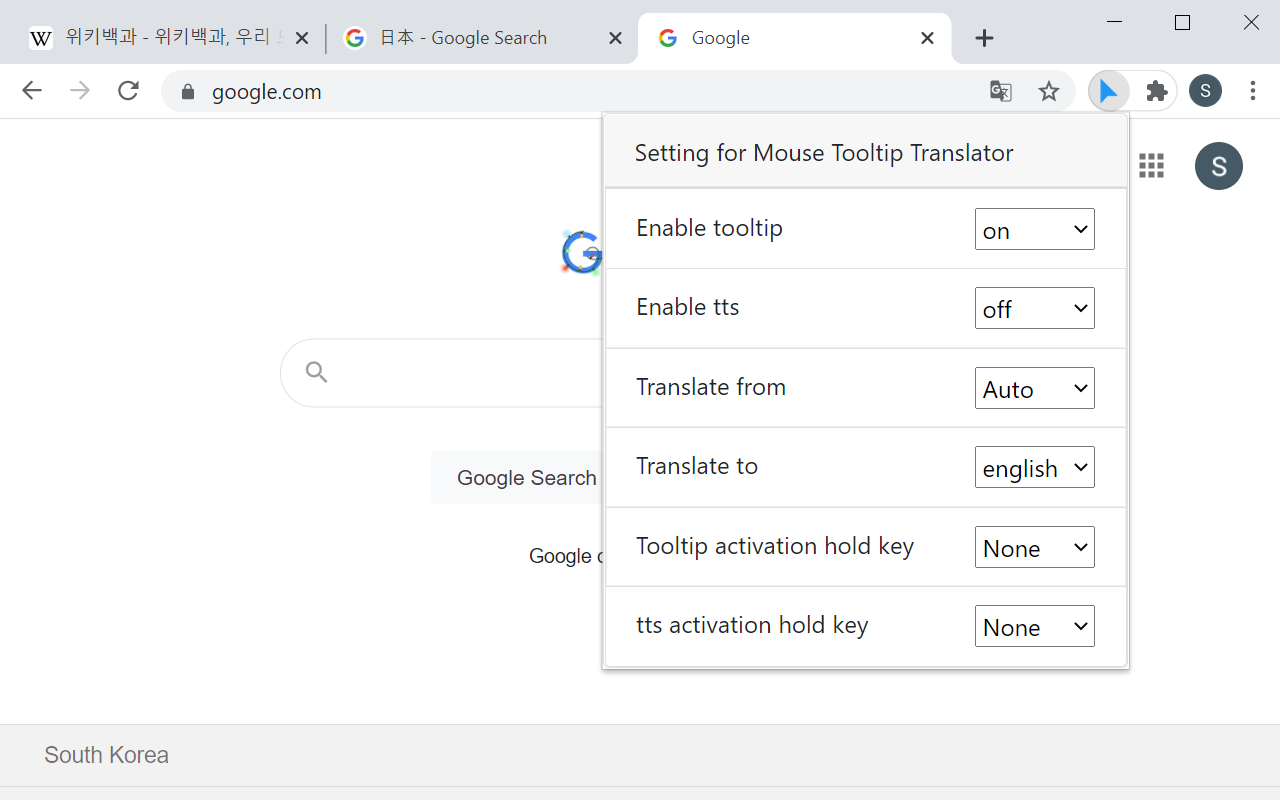 W 위키백과 - 위키백과, 우리
日本 - Google Search
Google
google.com
S
Setting for Mouse Tooltip Translator
S
Enable tooltip on
Enable tts off
Translate from Auto
Translate to english
Tooltip activation hold key None
tts activation hold key None
Google Search
Google
South Korea